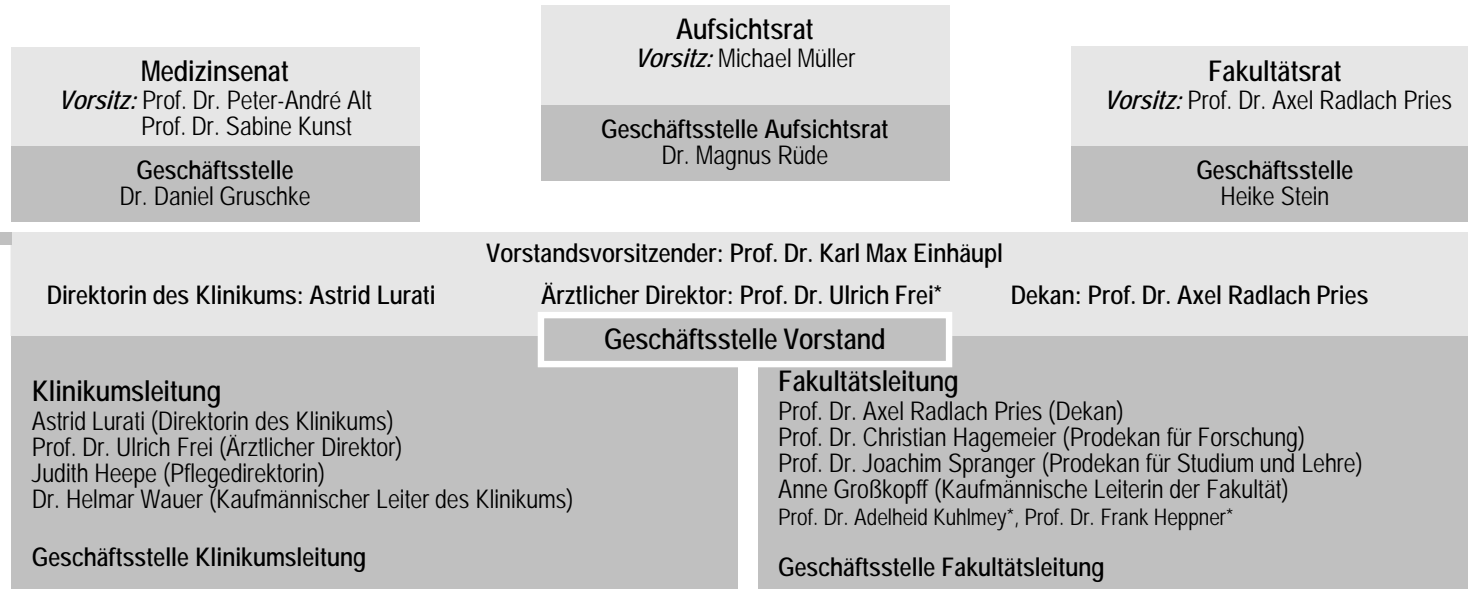 Medizinsenat
Vorsitz: Prof. Dr. Peter-André Alt
Prof. Dr. Sabine Kunst
Geschäftsstelle
Dr. Daniel Gruschke
Aufsichtsrat
Vorsitz: Michael Müller
Geschäftsstelle Aufsichtsrat
Dr. Magnus Rüde
Fakultätsrat
Vorsitz: Prof. Dr. Axel Radlach Pries
Geschäftsstelle
Heike Stein
Vorstandsvorsitzender: Prof. Dr. Karl Max Einhäupl
Direktorin des Klinikums: Astrid Lurati
Ärztlicher Direktor: Prof. Dr. Ulrich Frei*
Dekan: Prof. Dr. Axel Radlach Pries
Geschäftsstelle Vorstand
Klinikumsleitung
Astrid Lurati (Direktorin des Klinikums)
Prof. Dr. Ulrich Frei (Ärztlicher Direktor)
Judith Heepe (Pflegedirektorin)
Dr. Helmar Wauer (Kaufmännischer Leiter des Klinikums)
Geschäftsstelle Klinikumsleitung
Fakultätsleitung
Prof. Dr. Axel Radlach Pries (Dekan)
Prof. Dr. Christian Hagemeier (Prodekan für Forschung)
Prof. Dr. Joachim Spranger (Prodekan für Studium und Lehre)
Anne Großkopff (Kaufmännische Leiterin der Fakultät)
Prof. Dr. Adelheid Kuhlmey*, Prof. Dr. Frank Heppner*
Geschäftsstelle Fakultätsleitung